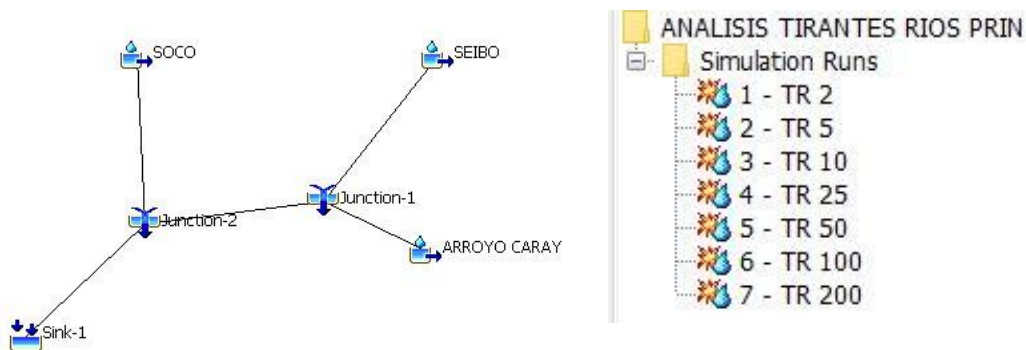 SOCO
SEIBO
Junction-1
Junction-2
ARROYO CARAY
Sink-1
ANALISIS TIRANTES RIOS PRIN
Simulation Runs
1 - TR 2
2 - TR 5
3 - TR 10
4 - TR 25
5 - TR 50
6 - TR 100
7 - TR 200